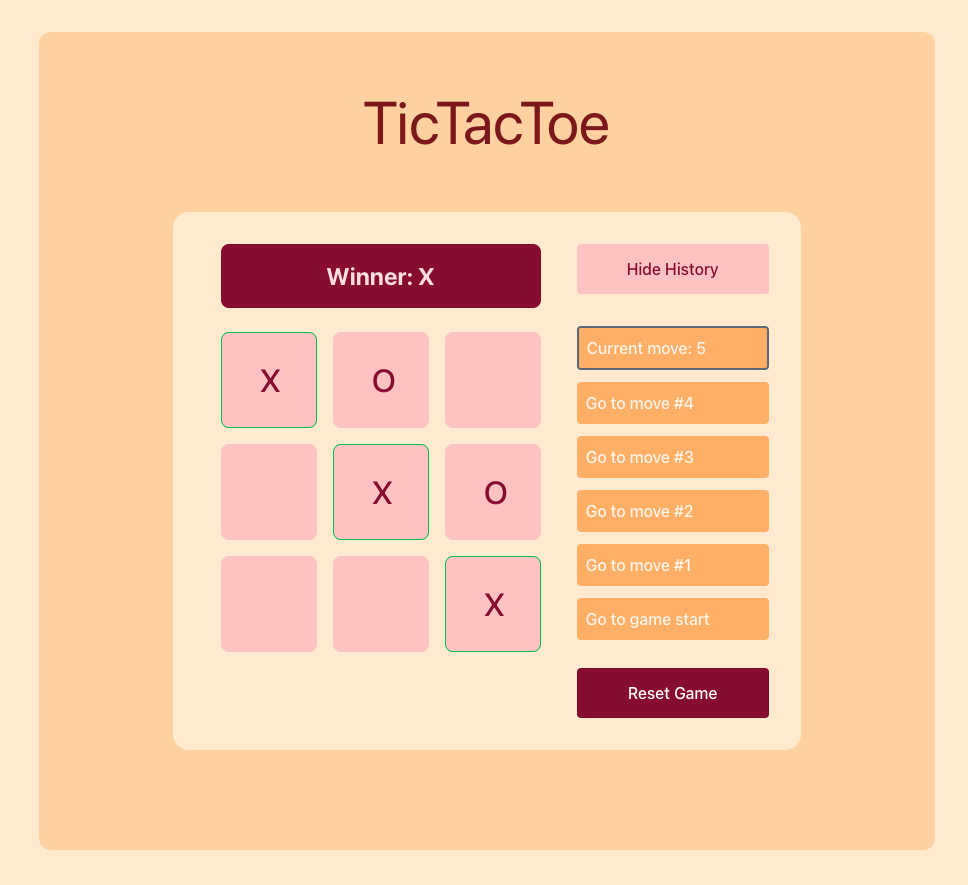 TicTacToe
Winner: X
X O
X O
X
Hide History
Current move: 5
Go to move #4
Go to move #3
Go to move #2
Go to move #1
Go to game start
Reset Game